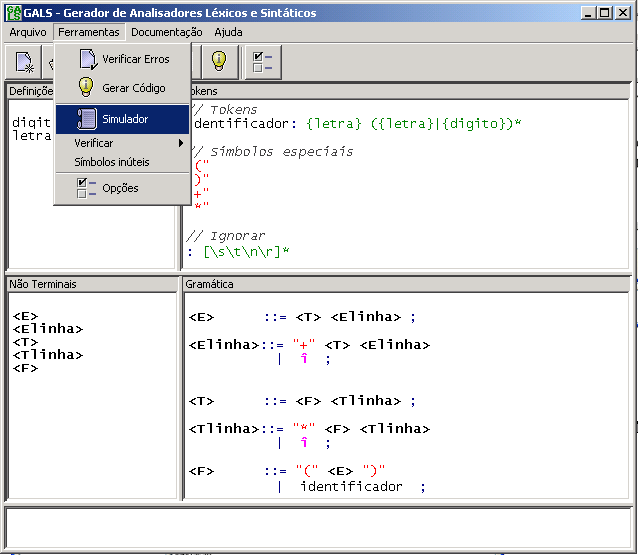 GALS - Gerador de Analisadores Léxicos e Sintáticos
Arquivo Ferramentas Documentação Ajuda
Verificar Erros
Gerar Código
Simulador
Verificar
Símbolos inúteis
Opções
Definiçõe
digit
letra
okens
// Tokens
dentificador: {letra} ({letra}|{digito})*
// Símbolos especiais
("
)"
+"
*"
// Ignorar
: [\s\t\n\r]*
Não Terminais
<E>
<Elinha>
<T>
<Tlinha>
<F>
Gramática
<E> ::= <T> <Elinha> ;
<Elinha>::= "+" <T> <Elinha>
| î ;
<T> ::= <F> <Tlinha> ;
<Tlinha>::= "*" <F> <Tlinha>
| î ;
<F> ::= "(" <E> ")"
| identificador ;